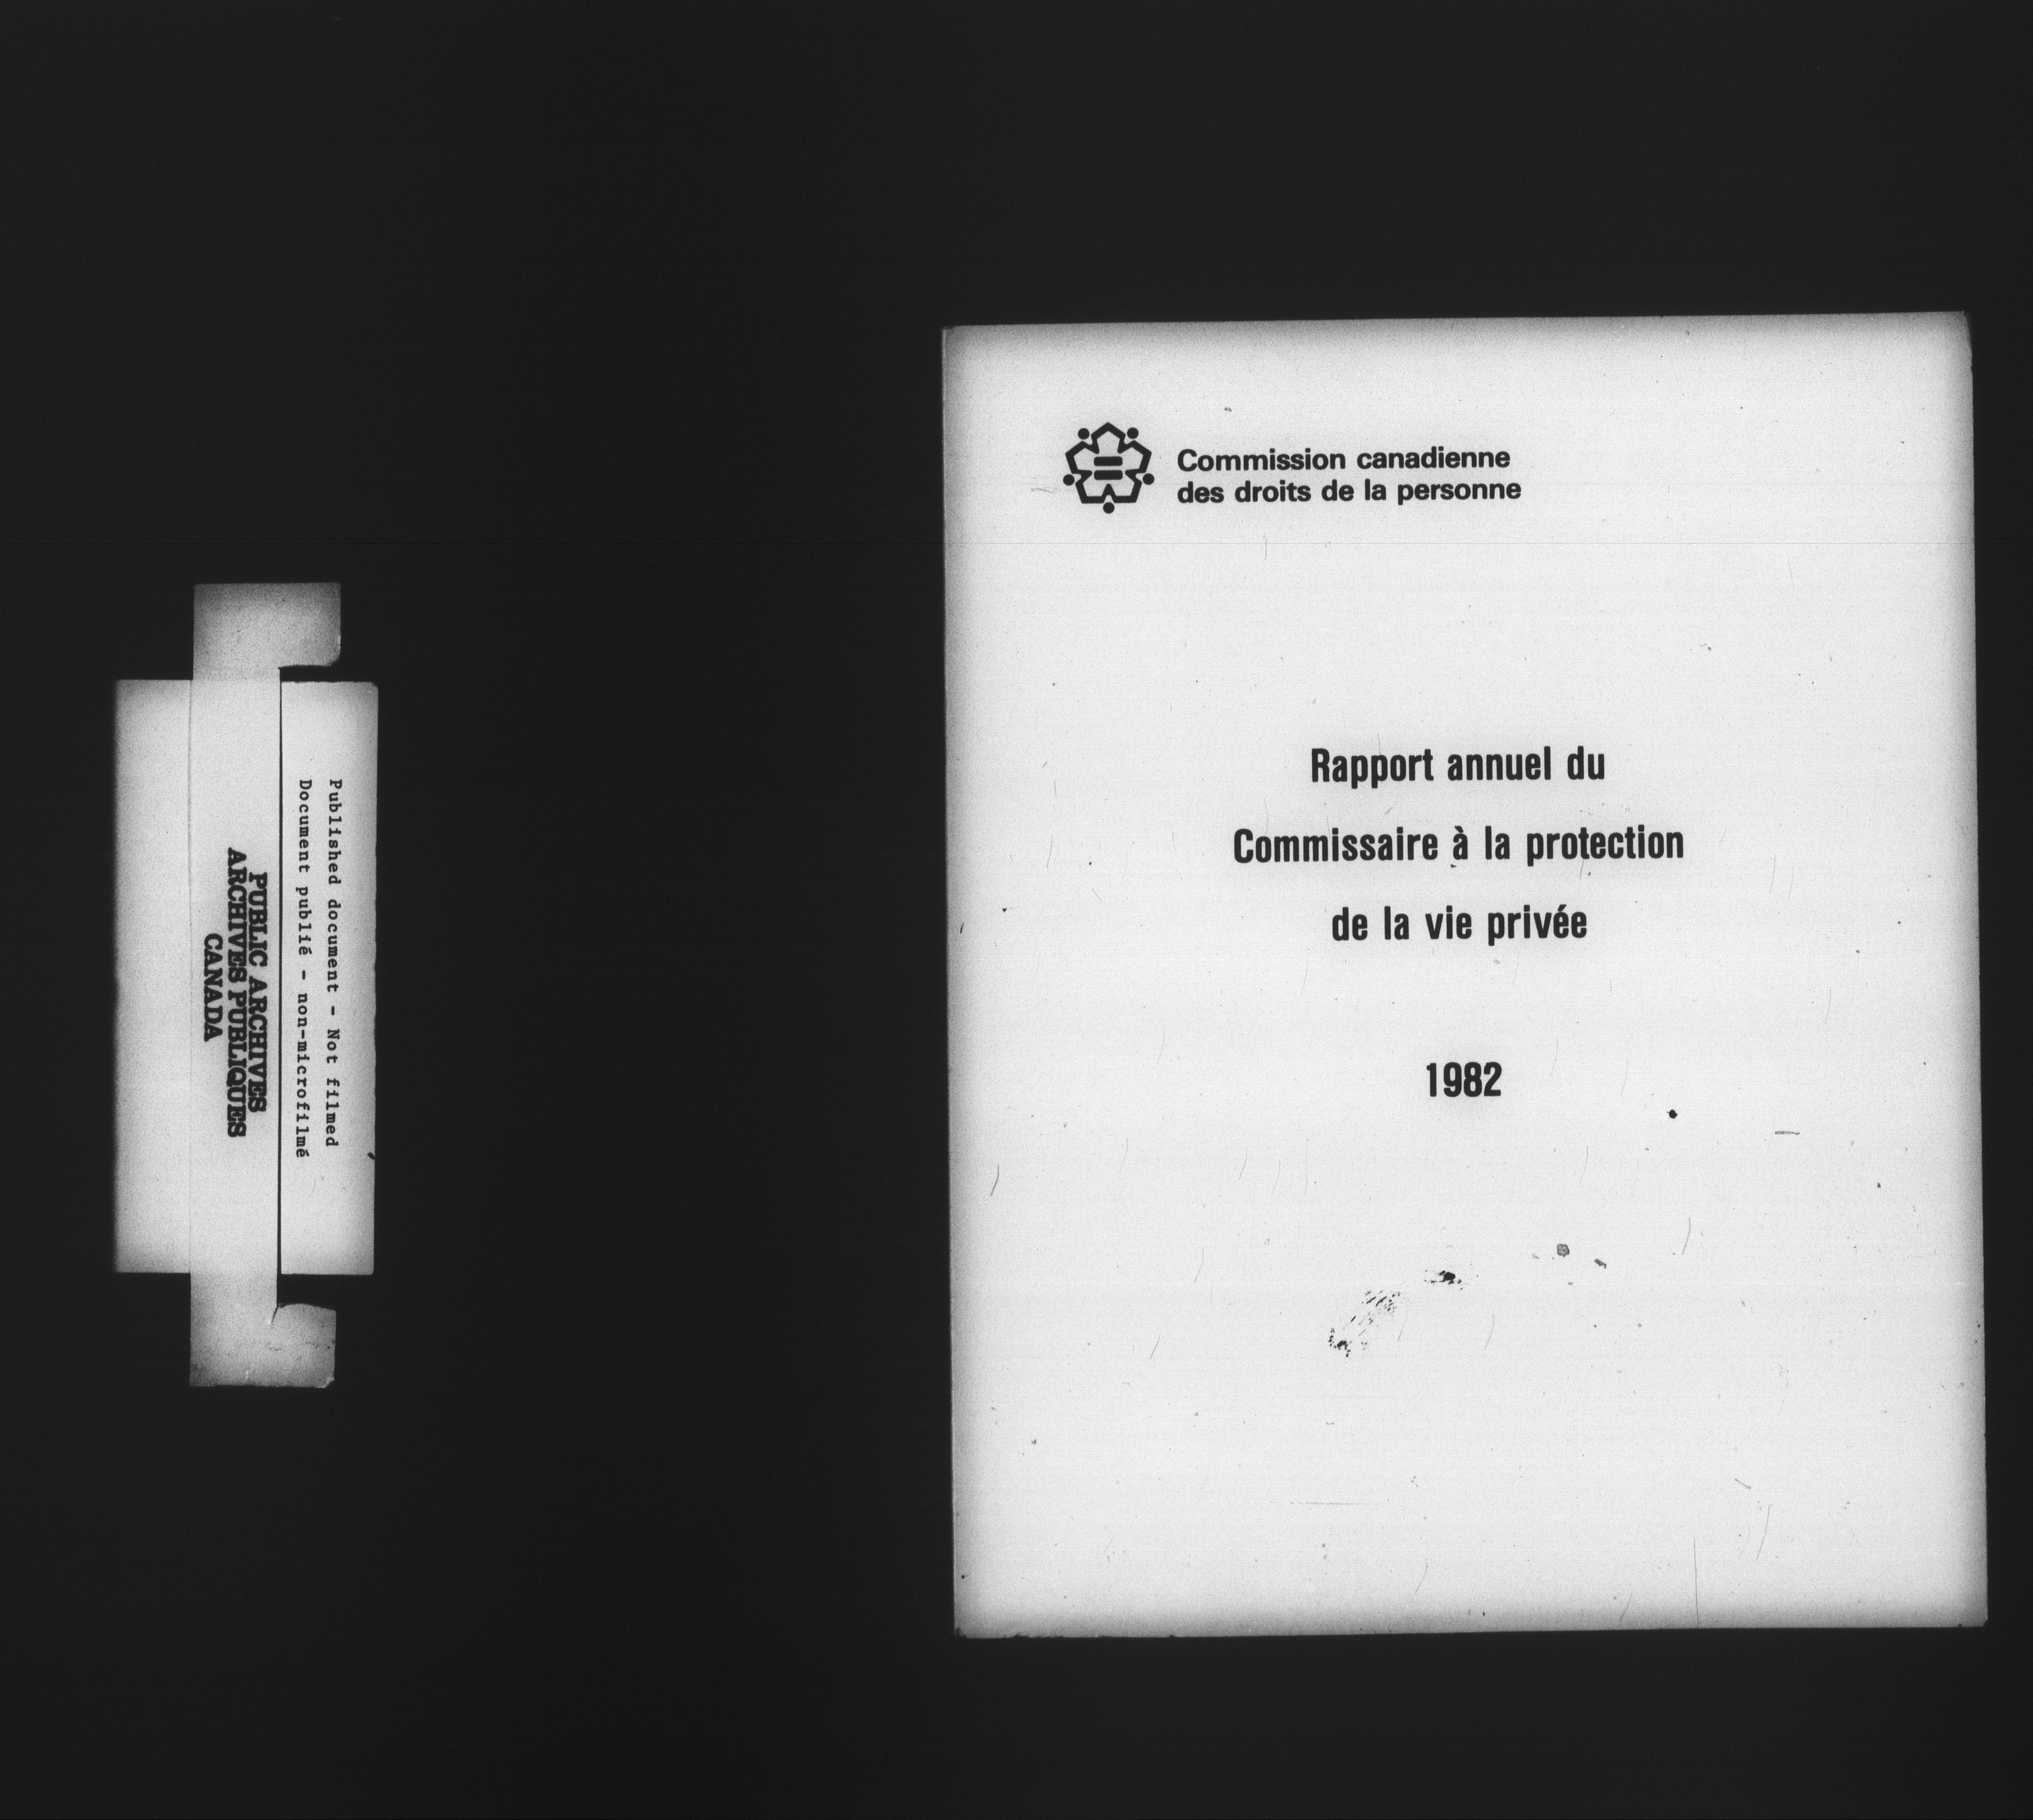 Published document - Not filmed
Document publié - non-microfilmé
PUBLIC ARCHIVES
ARCHIVES PUBLIQUES
CANADA
Commission canadienne
des droits de la personne
Rapport annuel du
Commissaire à la protection
de la vie privée
1982